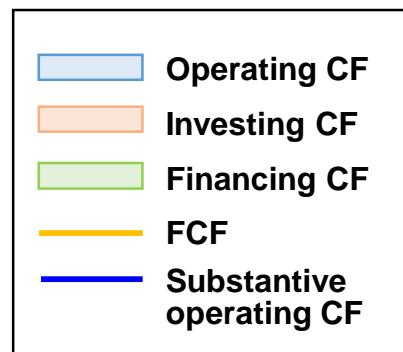 Operating CF
Investing CF
Financing CF
FCF
Substantive
operating CF